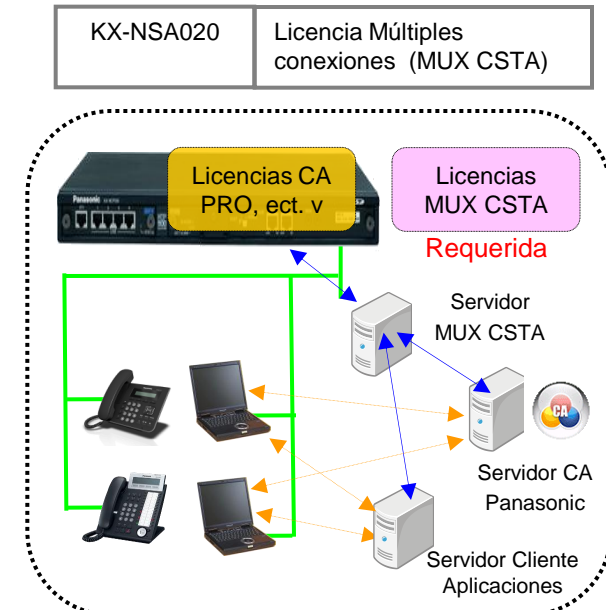 KX-NSA020
Licencia Múltiples
conexiones (MUX CSTA)
Licencias CA
PRO, ect. v
Licencias
MUX CSTA
Requerida
Panasonic
Servidor
MUX CSTA
CA
Servidor CA
Panasonic
Servidor Cliente
Aplicaciones